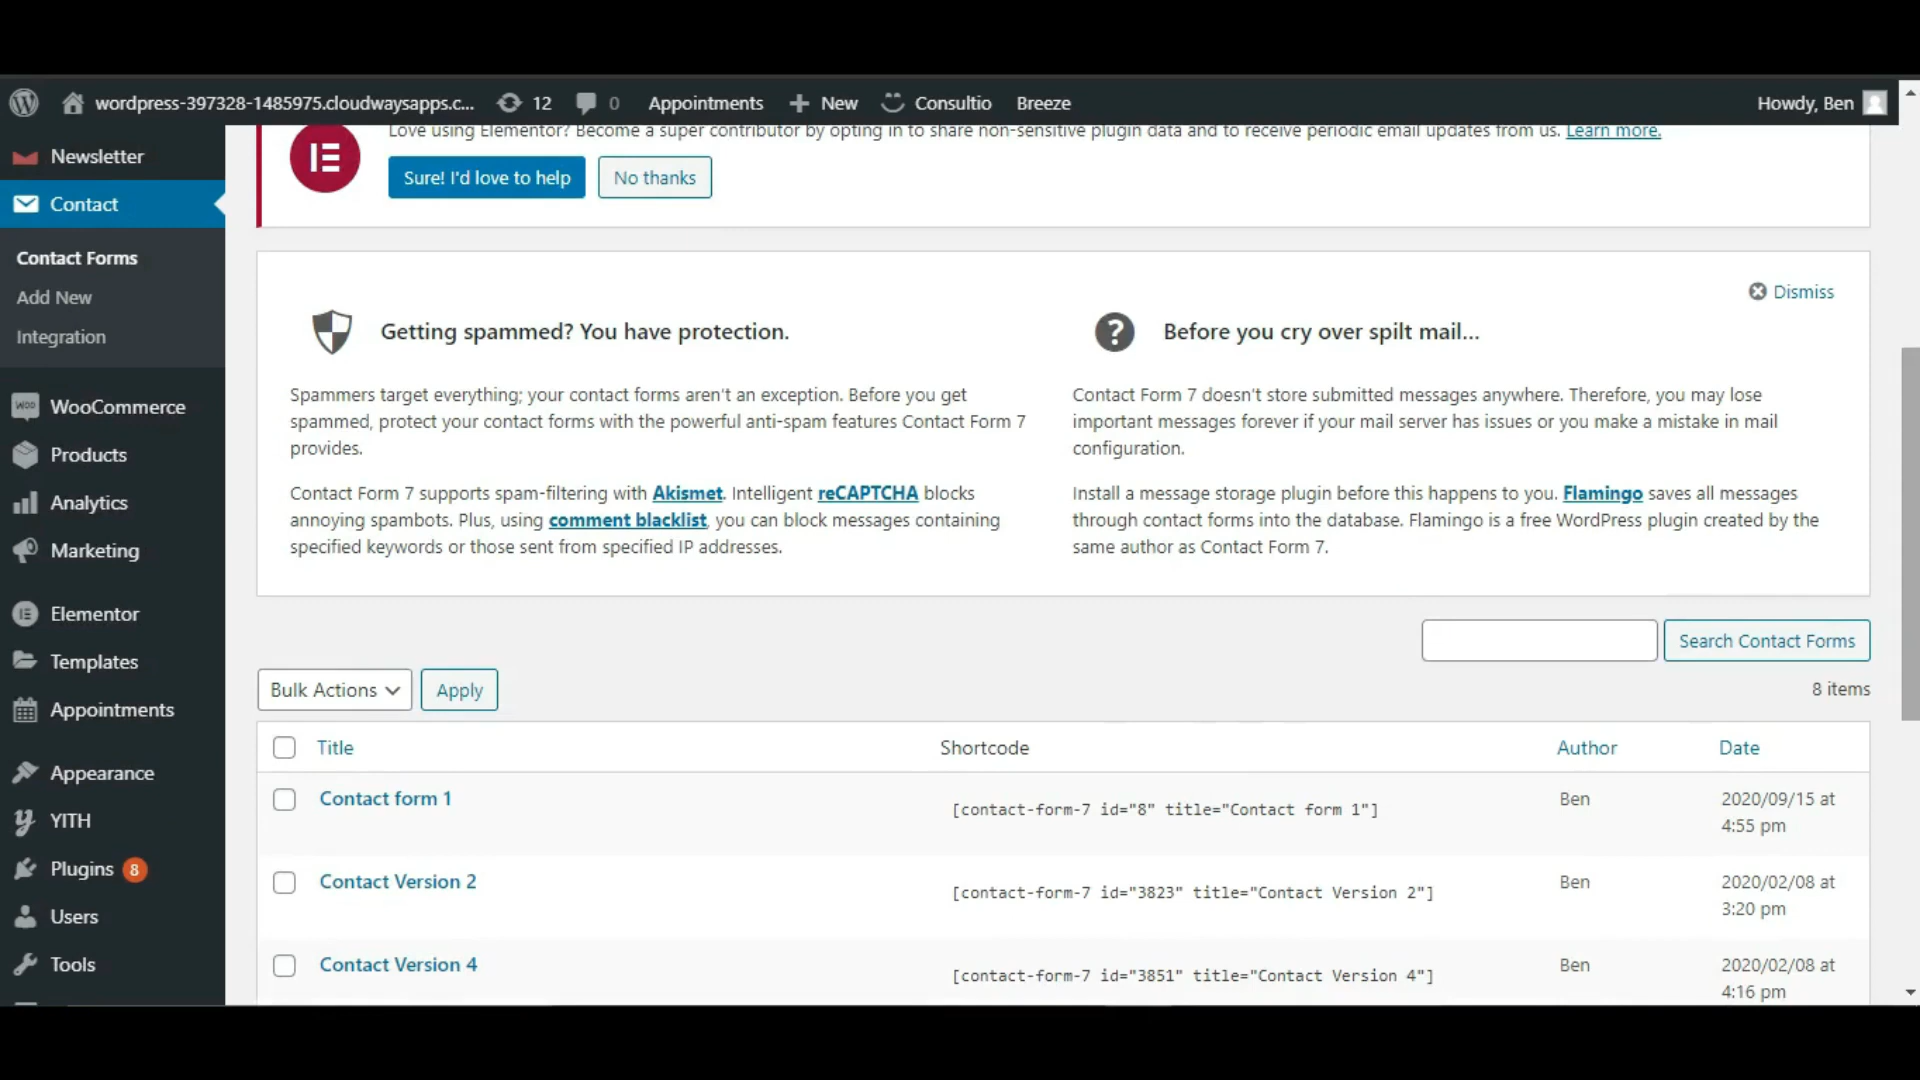 wordpress-397328-1485975.cloudwaysapps.c...
12
0
Appointments
New
Consultio
Breeze
Howdy, Ben
Newsletter
Contact
Contact Forms
Add New
Integration
WooCommerce
Products
Analytics
Marketing
Elementor
Templates
Appointments
Appearance
YITH
Plugins 8
Users
Tools
Love using Elementor? Become a super contributor by opting in to share non-sensitive plugin data and to receive periodic email updates from us. Learn more.
Sure! I'd love to help
No thanks
Dismiss
Getting spammed? You have protection.
Spammers target everything; your contact forms aren't an exception. Before you get
spammed, protect your contact forms with the powerful anti-spam features Contact Form 7
provides.
Contact Form 7 supports spam-filtering with Akismet. Intelligent reCAPTCHA blocks
annoying spambots. Plus, using comment blacklist, you can block messages containing
specified keywords or those sent from specified IP addresses.
Before you cry over spilt mail...
Contact Form 7 doesn't store submitted messages anywhere. Therefore, you may lose
important messages forever if your mail server has issues or you make a mistake in mail
configuration.
Install a message storage plugin before this happens to you. Flamingo saves all messages
through contact forms into the database. Flamingo is a free WordPress plugin created by the
same author as Contact Form 7.
Search Contact Forms
Bulk Actions
Apply
8 items
Title
Shortcode
Author
Date
Contact form 1
[contact-form-7 id="8" title="Contact form 1"]
Ben
2020/09/15 at
4:55 pm
Contact Version 2
[contact-form-7 id="3823" title="Contact Version 2"]
Ben
2020/02/08 at
3:20 pm
Contact Version 4
[contact-form-7 id="3851" title="Contact Version 4"]
Ben
2020/02/08 at
4:16 pm